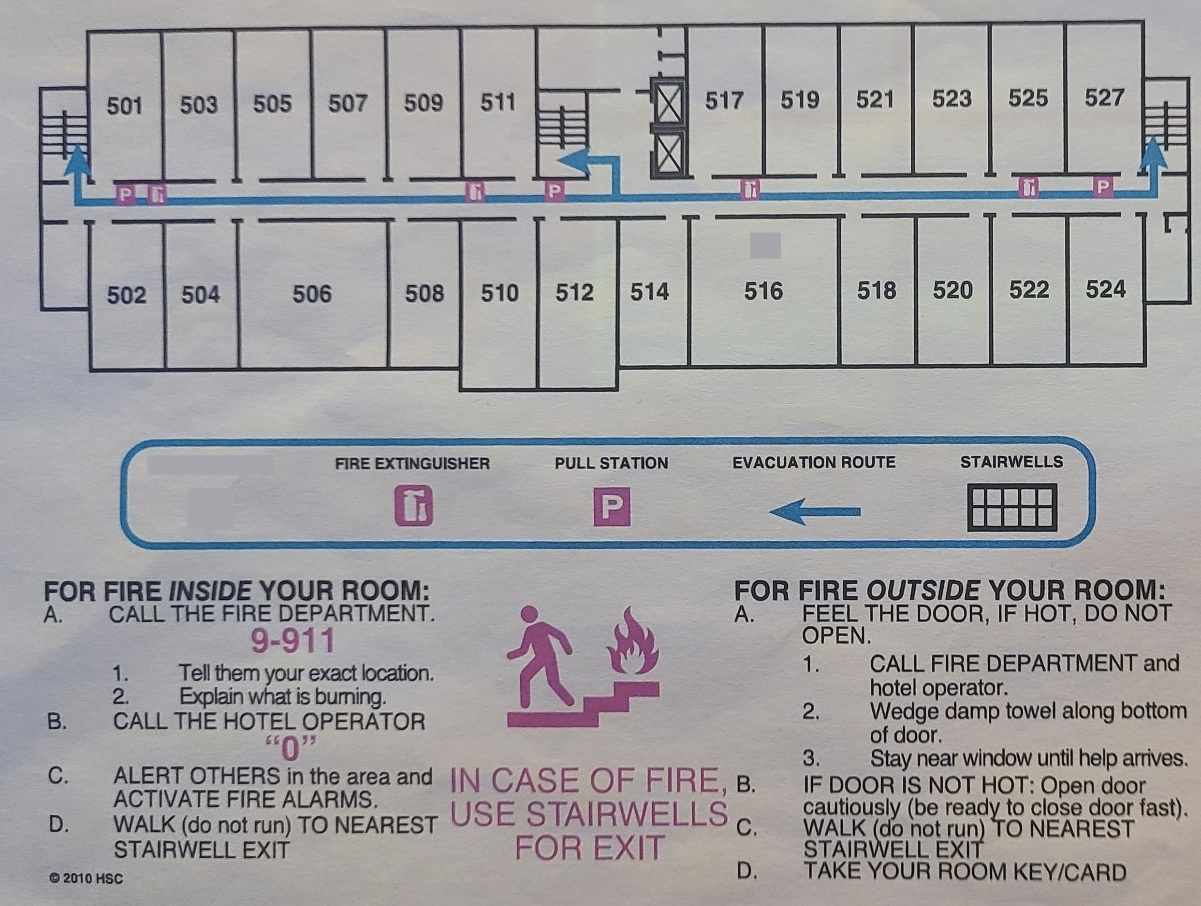 501 503 505 507 509 511 517 519 521 523 525 527
P P P
502 504 506 508 510 512 514 516 518 520 522 524
FIRE EXTINGUISHER PULL STATION EVACUATION ROUTE STAIRWELLS
P
FOR FIRE INSIDE YOUR ROOM:
A. CALL THE FIRE DEPARTMENT.
9-911
1. Tell them your exact location.
2. Explain what is burning.
B. CALL THE HOTEL OPERATOR
“0”
C. ALERT OTHERS in the area and
ACTIVATE FIRE ALARMS.
D. WALK (do not run) TO NEAREST
STAIRWELL EXIT
© 2010 HSC
IN CASE OF FIRE,
USE STAIRWELLS
FOR EXIT
FOR FIRE OUTSIDE YOUR ROOM:
A. FEEL THE DOOR, IF HOT, DO NOT
OPEN.
1. CALL FIRE DEPARTMENT and
hotel operator.
2. Wedge damp towel along bottom
of door.
3. Stay near window until help arrives.
B. IF DOOR IS NOT HOT: Open door
cautiously (be ready to close door fast).
C. WALK (do not run) TO NEAREST
STAIRWELL EXIT
D. TAKE YOUR ROOM KEY/CARD